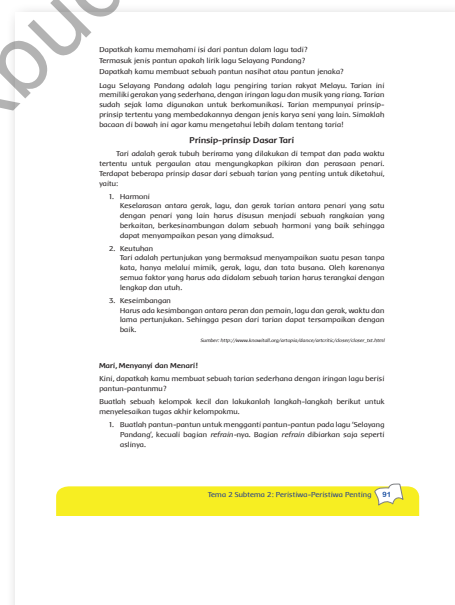 Dapatkah kamu memahami isi dari pantun dalam lagu tadi?
Termasuk jenis pantun apakah lirik lagu Selayang Pandang?
Dapatkah kamu membuat sebuah pantun nasihat atau pantun jenaka?
Lagu Selayang Pandang adalah lagu pengiring tarian rakyat Melayu. Tarian ini
memiliki gerakan yang sederhana, dengan iringan lagu dan musik yang riang. Tarian
sudah sejak lama digunakan untuk berkomunikasi. Tarian mempunyai prinsip-
prinsip tertentu yang membedakannya dengan jenis karya seni yang lain. Simaklah
bacaan di bawah ini agar kamu mengetahui lebih dalam tentang taria!
Prinsip-prinsip Dasar Tari
Tari adalah gerak tubuh berirama yang dilakukan di tempat dan pada waktu
tertentu untuk pergaulan atau mengungkapkan pikiran dan perasaan penari.
Terdapat beberapa prinsip dasar dari sebuah tarian yang penting untuk diketahui,
yaitu:
1. Harmoni
Keselarasan antara gerak, lagu, dan gerak tarian antara penari yang satu
dengan penari yang lain harus disusun menjadi sebuah rangkaian yang
berkaitan, berkesinambungan dalam sebuah harmoni yang baik sehingga
dapat menyampaikan pesan yang dimaksud.
2. Keutuhan
Tari adalah pertunjukan yang bermaksud menyampaikan suatu pesan tanpa
kata, hanya melalui mimik, gerak, lagu, dan tata busana. Oleh karenanya
semua faktor yang harus ada didalam sebuah tarian harus terangkai dengan
lengkap dan utuh.
3. Keseimbangan
Harus ada kesimbangan antara peran dan pemain, lagu dan gerak, waktu dan
lama pertunjukan. Sehingga pesan dari tarian dapat tersampaikan dengan
baik.
Sumber: http://www.knowitall.org/artopia/dance/artcritic/closer/closer_txt.html
Mari, Menyanyi dan Menari!
Kini, dapatkah kamu membuat sebuah tarian sederhana dengan iringan lagu berisi
pantun-pantunmu?
Buatlah sebuah kelompok kecil dan lakukanlah langkah-langkah berikut untuk
menyelesaikan tugas akhir kelompokmu.
1. Buatlah pantun-pantun untuk mengganti pantun-pantun pada lagu 'Selayang
Pandang', kecuali bagian refrain-nya. Bagian refrain dibiarkan saja seperti
aslinya.
Tema 2 Subtema 2: Peristiwa-Peristiwa Penting 91